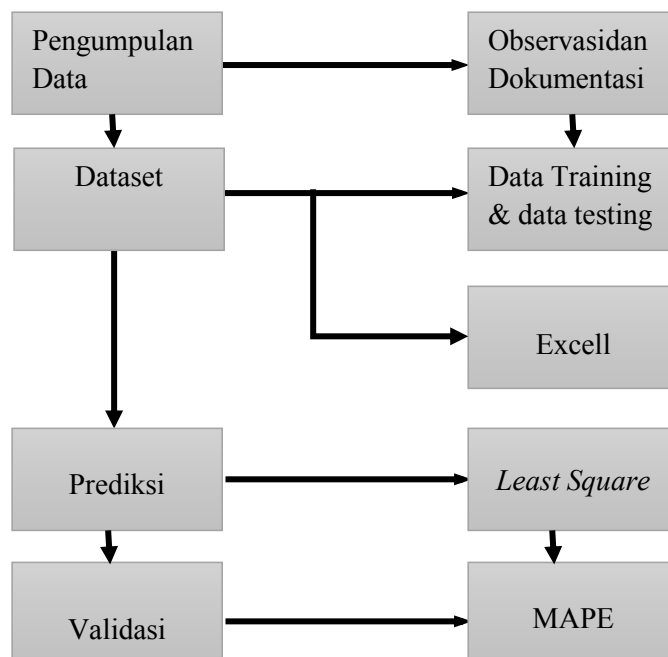 Pengumpulan
Data
Observasidan
Dokumentasi
Dataset
Data Training
& data testing
Excell
Prediksi
Least Square
Validasi
MAPE